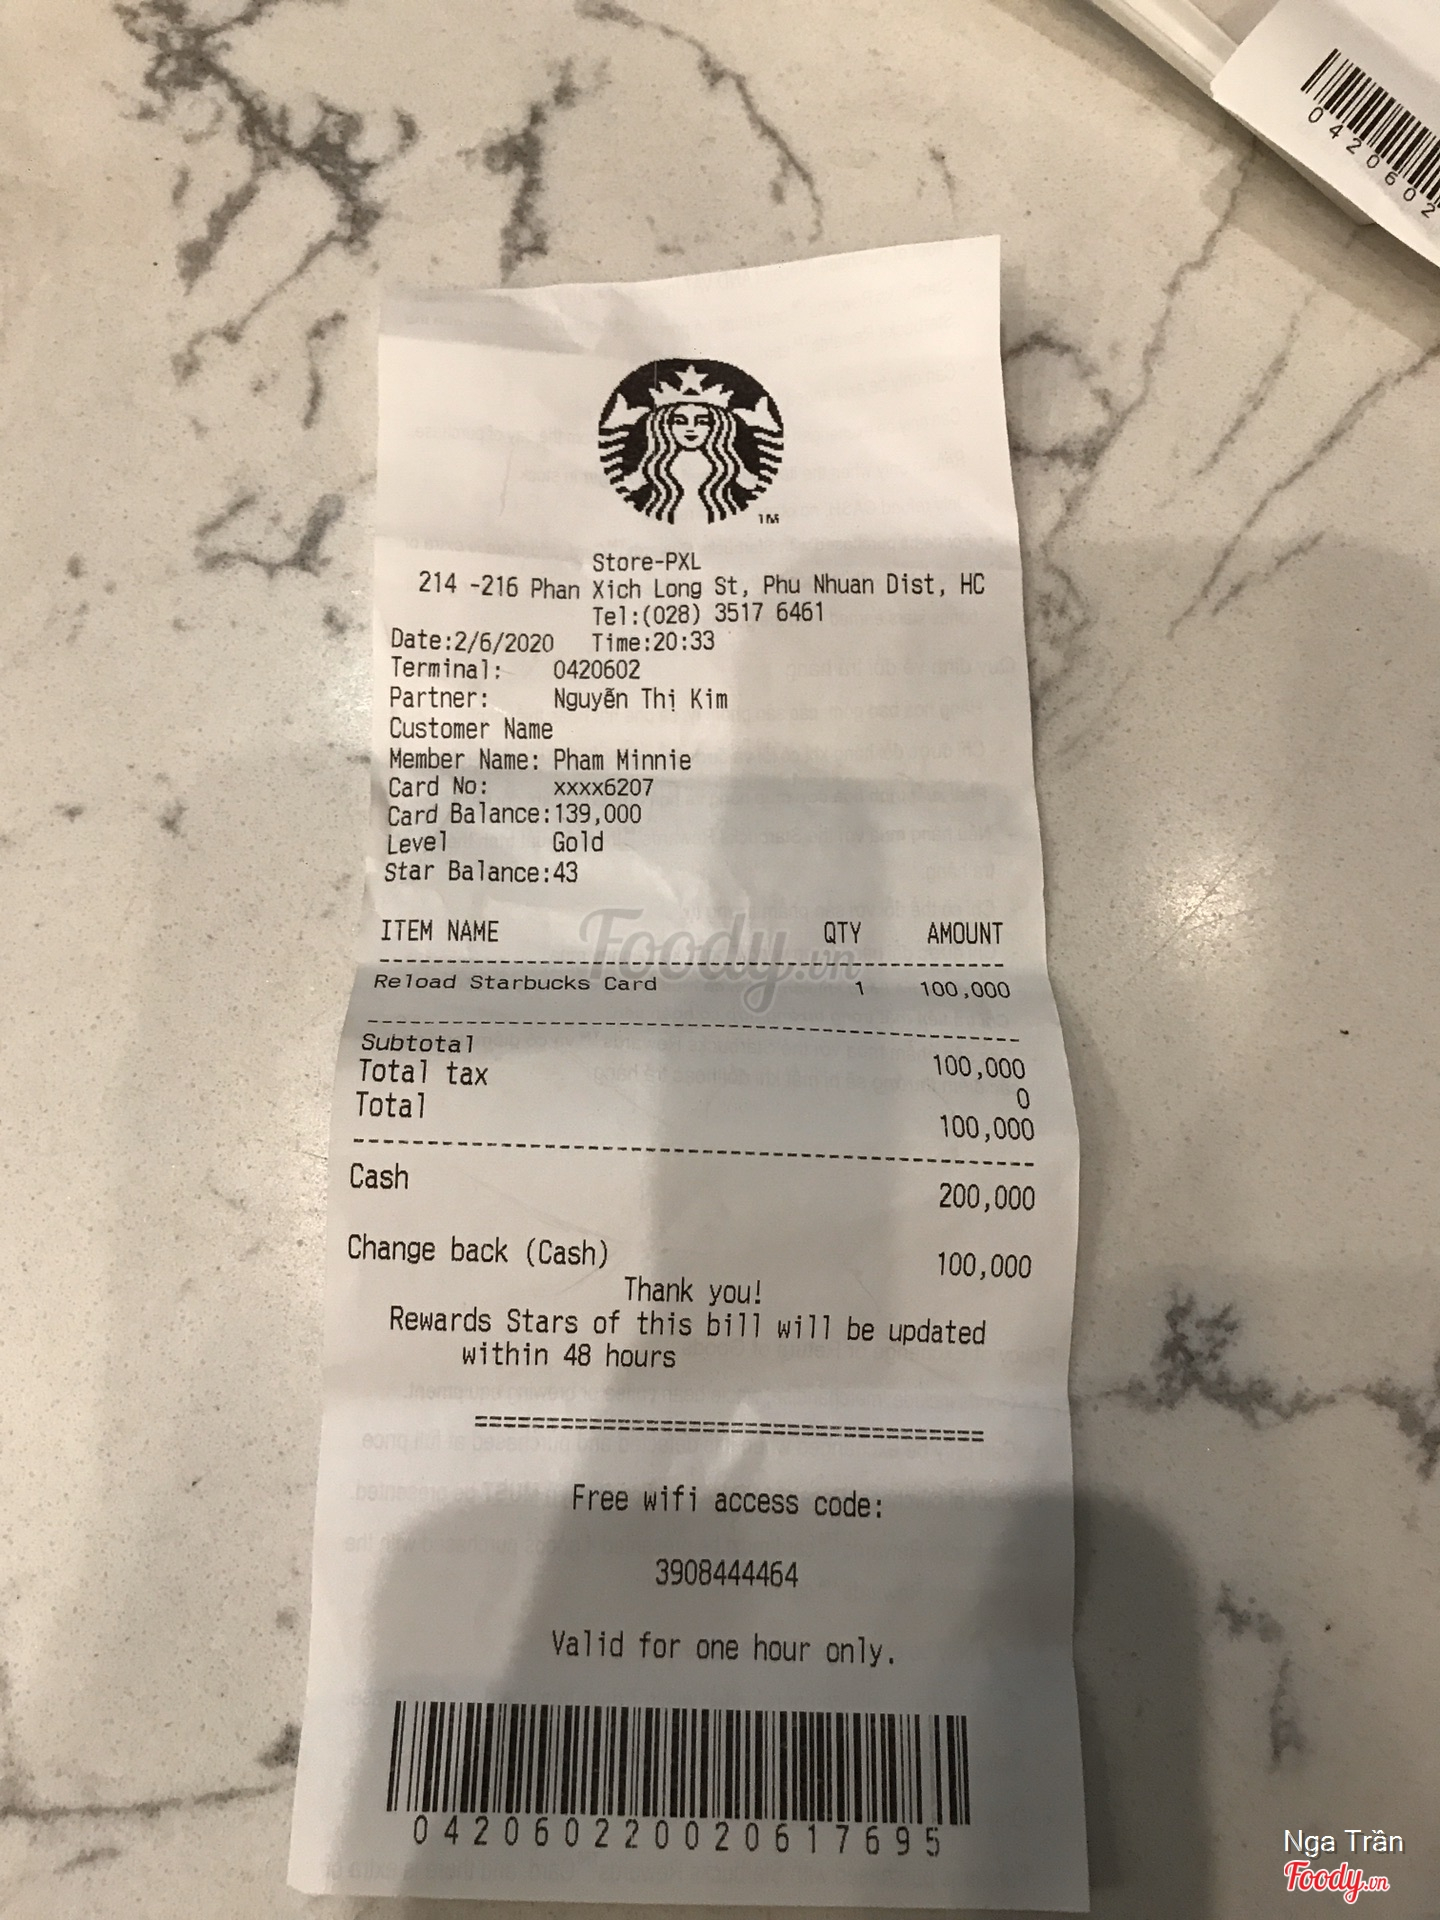 0420602
TM
Store-PXL
214 -216 Phan Xich Long St, Phu Nhuan Dist, HC
Tel:(028) 3517 6461
Date:2/6/2020 Time:20:33
Terminal: 0420602
Partner: Nguyễn Thị Kim
Customer Name
Member Name: Pham Minnie
Card No: xxxx6207
Card Balance:139,000
Level Gold
Star Balance:43
ITEM NAME QTY AMOUNT
Foody.vn
Reload Starbucks Card 1 100,000
Subtotal 100,000
Total tax 0
Total 100,000
Cash 200,000
Change back (Cash) 100,000
Thank you!
Rewards Stars of this bill will be updated
within 48 hours
Free wifi access code:
3908444464
Valid for one hour only.
042060220020617695
Nga Trần
Foody.vn